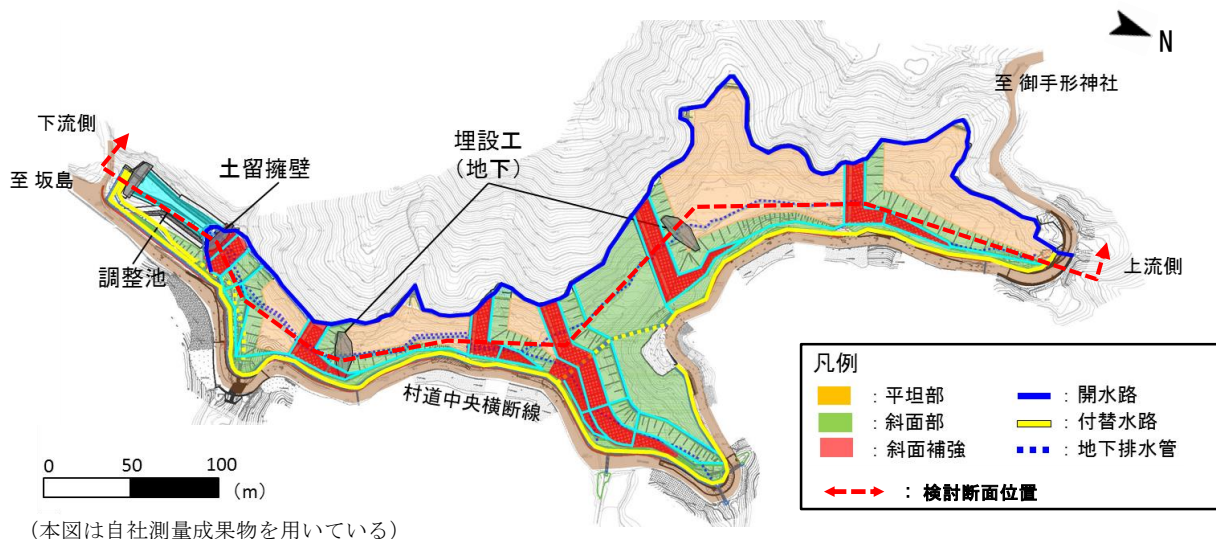 N
至 御手形神社
下流側
埋設工
（地下）
土留擁壁
至 坂島
調整池
上流側
村道中央横断線
凡例
：平坦部
：開水路
：斜面部
：付替水路
：斜面補強
：地下排水管
：検討断面位置
0 50 100
（m）
（本図は自社測量成果物を用いている）